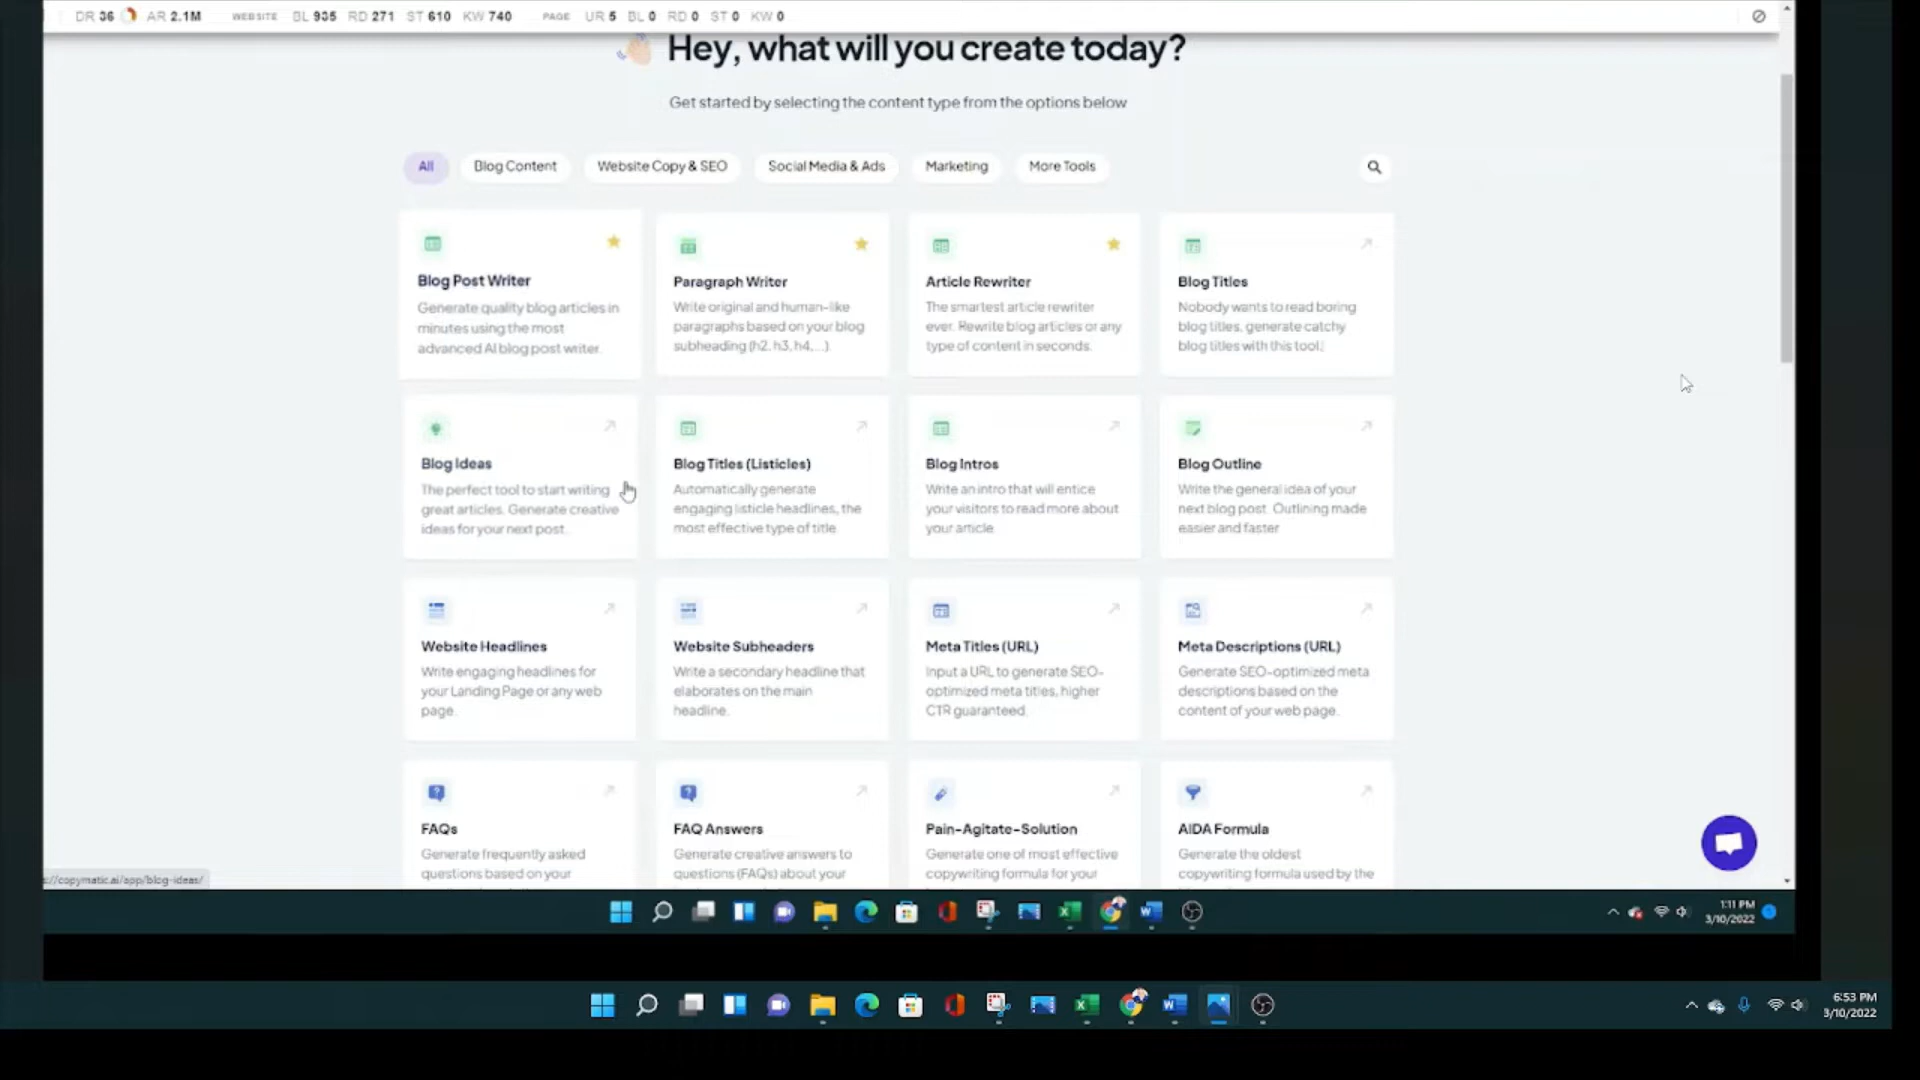 DR 36 AR 2.1M WEBSITE BL 935 RD 271 ST 610 KW 740 PAGE UR 5 BL 0 RD 0 ST 0 KW 0
Hey, what will you create today?
Get started by selecting the content type from the options below
All Blog Content Website Copy & SEO Social Media & Ads Marketing More Tools
Blog Post Writer
Generate quality blog articles in
minutes using the most
advanced AI blog post writer.
Paragraph Writer
Write original and human-like
paragraphs based on your blog
subheading (h2, h3, h4, ...)
Article Rewriter
The smartest article rewriter
ever. Rewrite blog articles or any
type of content in seconds.
Blog Titles
Nobody wants to read boring
blog titles, generate catchy
blog titles with this tool.
Blog Ideas
The perfect tool to start writing
great articles. Generate creative
ideas for your next post.
Blog Titles (Listicles)
Automatically generate
engaging listicle headlines, the
most effective type of title.
Blog Intros
Write an intro that will entice
your visitors to read more about
your article.
Blog Outline
Write the general idea of your
next blog post. Outlining made
easier and faster
Website Headlines
Write engaging headlines for
your Landing Page or any web
page.
Website Subheaders
Write a secondary headline that
elaborates on the main
headline.
Meta Titles (URL)
Input a URL to generate SEO-
optimized meta titles, higher
CTR guaranteed.
Meta Descriptions (URL)
Generate SEO-optimized meta
descriptions based on the
content of your web page.
FAQs
Generate frequently asked
questions based on your
FAQ Answers
Generate creative answers to
questions (FAQs) about your
Pain-Agitate-Solution
Generate one of most effective
copywriting formula for your
AIDA Formula
Generate the oldest
copywriting formula used by the
://copymatic.ai/app/blog-ideas/
1:11 PM
3/10/2022
6:53 PM
3/10/2022